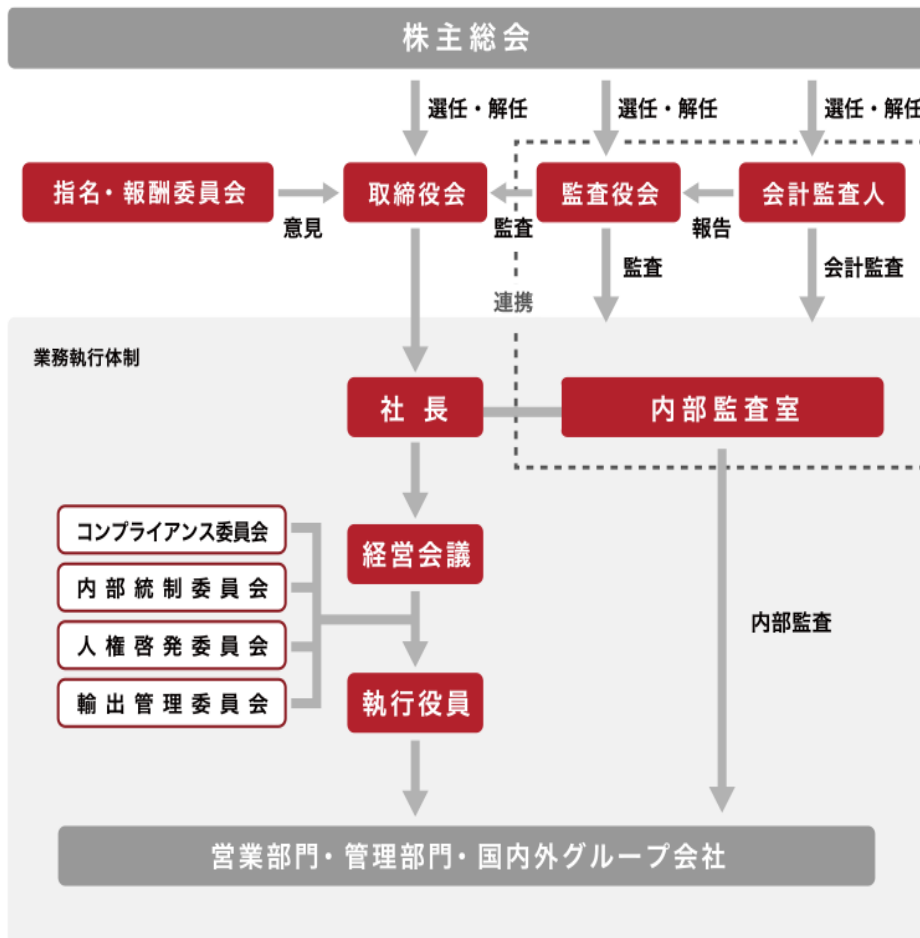 株主総会
選任・解任
選任・解任
選任・解任
指名・報酬委員会
取締役会
監査役会
会計監査人
意見
監査
報告
監査
会計監査
連携
業務執行体制
社長
内部監査室
コンプライアンス委員会
経営会議
内部統制委員会
内部監査
人権啓発委員会
輸出管理委員会
執行役員
営業部門・管理部門・国内外グループ会社